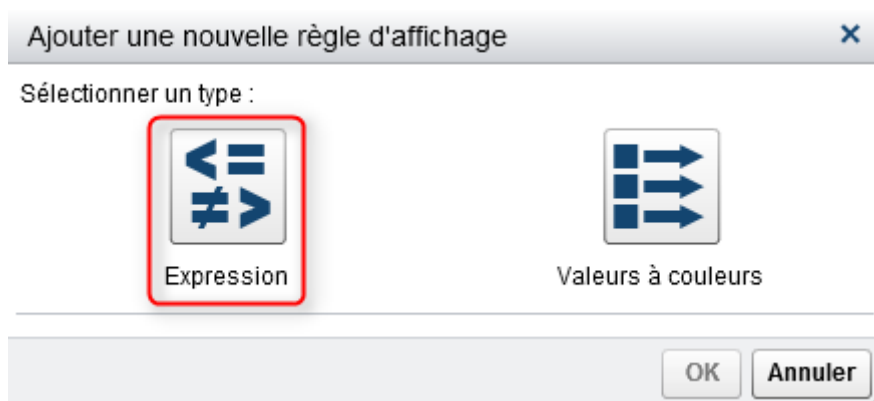 Ajouter une nouvelle règle d'affichage
Sélectionner un type :
Expression
Valeurs à couleurs
OK
Annuler